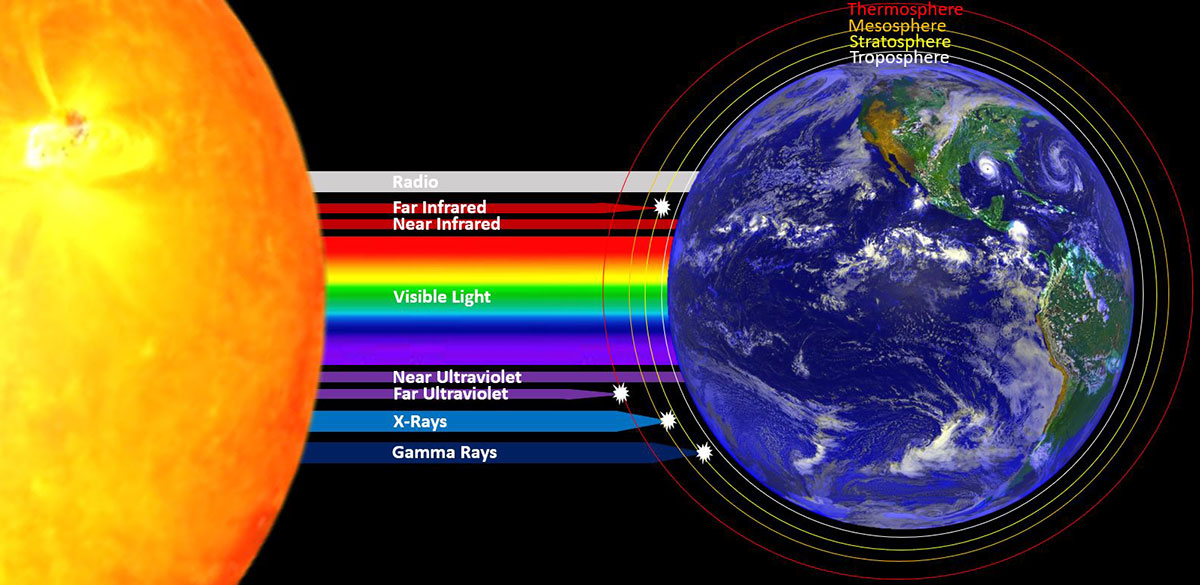 Thermosphere
Mesosphere
Stratosphere
Troposphere
Radio
Far Infrared
Near Infrared
Visible Light
Near Ultraviolet
Far Ultraviolet
X-Rays
Gamma Rays